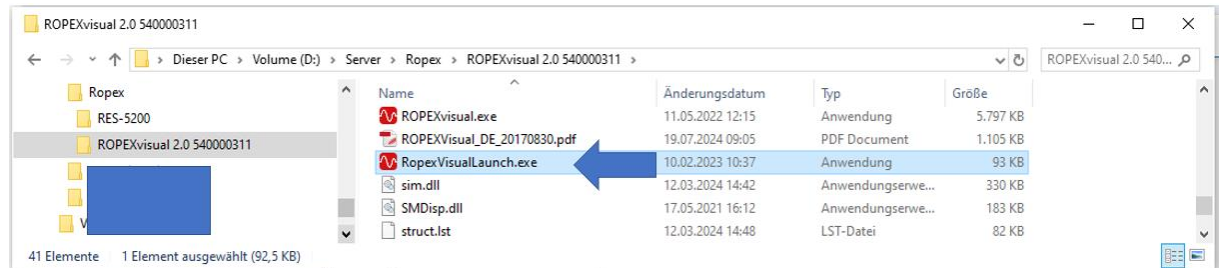 ROPEXvisual 2.0 540000311
Dieser PC > Volume (D:) > Server > Ropex > ROPEXvisual 2.0 540000311 >
ROPEXvisual 2.0 540...
Ropex
RES-5200
ROPEXvisual 2.0 540000311
V
Name Änderungsdatum Typ Größe
ROPEXvisual.exe 11.05.2022 12:15 Anwendung 5.797 KB
ROPEXVisual_DE_20170830.pdf 19.07.2024 09:05 PDF Document 1.105 KB
RopexVisualLaunch.exe 10.02.2023 10:37 Anwendung 93 KB
sim.dll 12.03.2024 14:42 Anwendungserwe... 330 KB
SMDisp.dll 17.05.2021 16:12 Anwendungserwe... 183 KB
struct.lst 12.03.2024 14:48 LST-Datei 82 KB
41 Elemente 1 Element ausgewählt (92,5 KB)